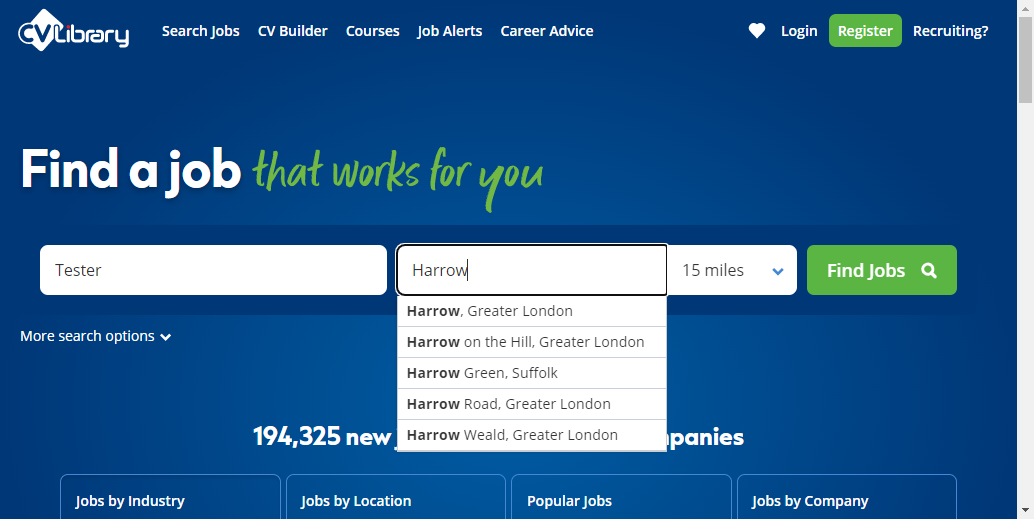 CV Library
Search Jobs
CV Builder
Courses
Job Alerts
Career Advice
Login
Register
Recruiting?
Find a job that works for you
Tester
Harrow
15 miles
Find Jobs
Harrow, Greater London
Harrow on the Hill, Greater London
Harrow Green, Suffolk
Harrow Road, Greater London
Harrow Weald, Greater London
More search options
194,325 new
Jobs by Industry
Jobs by Location
Popular Jobs
Jobs by Company